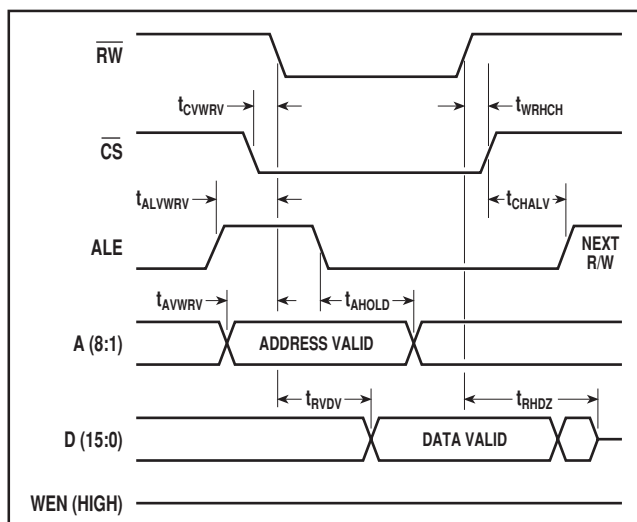 RW
tCVWRV
tWRHCH
CS
tALVWRV
tCHALV
ALE
NEXT
R/W
tAVWRV
tAHOLD
A (8:1)
ADDRESS VALID
tRVDV
tRHDZ
D (15:0)
DATA VALID
WEN (HIGH)